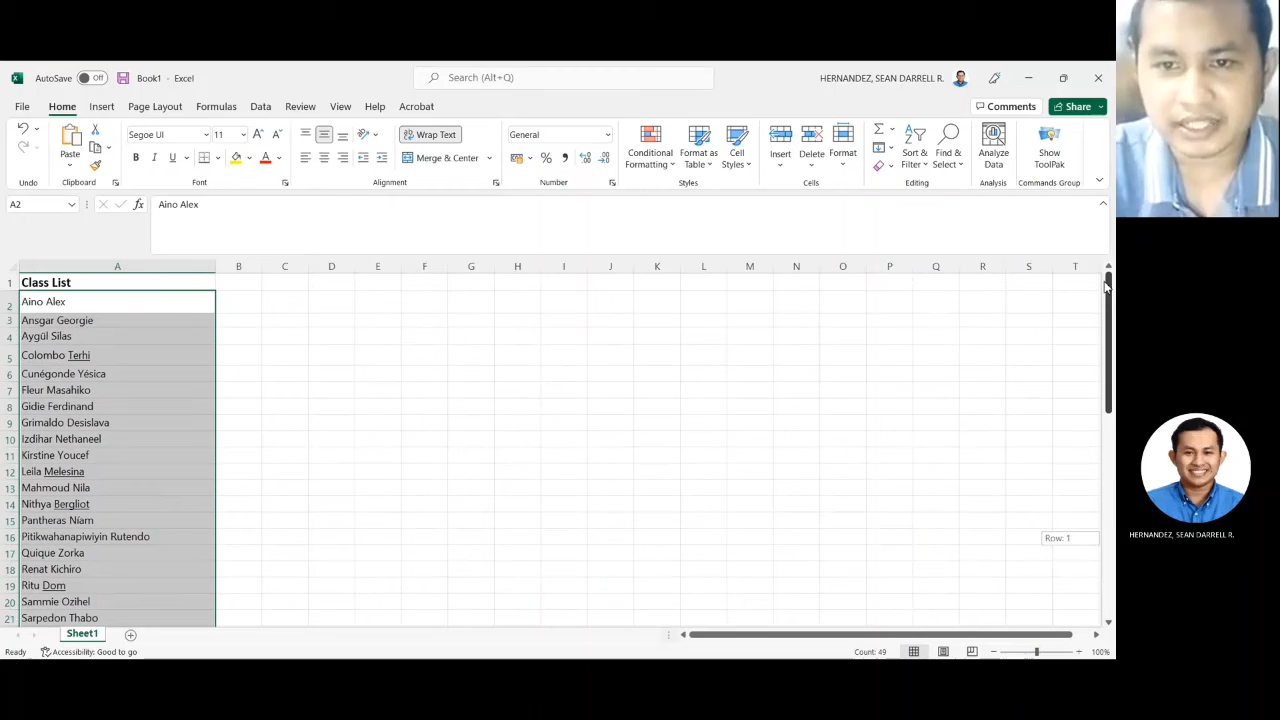 AutoSave Off Book1 - Excel Search (Alt+Q) HERNANDEZ, SEAN DARRELL R.
File Home Insert Page Layout Formulas Data Review View Help Acrobat Comments Share
Paste Segoe UI 11 Wrap Text General Conditional Formatting Format as Table Cell Styles Insert Delete Format Sort & Filter Find & Select Analyze Data Show ToolPak
B I U A Merge & Center %
Undo Clipboard Font Alignment Number Styles Cells Editing Analysis Commands Group
A2 fx Aino Alex
A B C D E F G H I J K L M N O P Q R S T
1 Class List
2 Aino Alex
3 Ansgar Georgie
4 Aygül Silas
5 Colombo Terhi
6 Cunégonde Yésica
7 Fleur Masahiko
8 Gidie Ferdinand
9 Grimaldo Desislava
10 Izdihar Nethaneel
11 Kirstine Youcef
12 Leila Melesina
13 Mahmoud Nila
14 Nithya Bergliot
15 Pantheras Níam
16 Pitikwahanapiwiyin Rutendo
17 Quique Zorka
18 Renat Kichiro
19 Ritu Dom
20 Sammie Ozihel
21 Sarpedon Thabo
Row: 1
HERNANDEZ, SEAN DARRELL R.
Sheet1
Ready Accessibility: Good to go Count: 49 100%